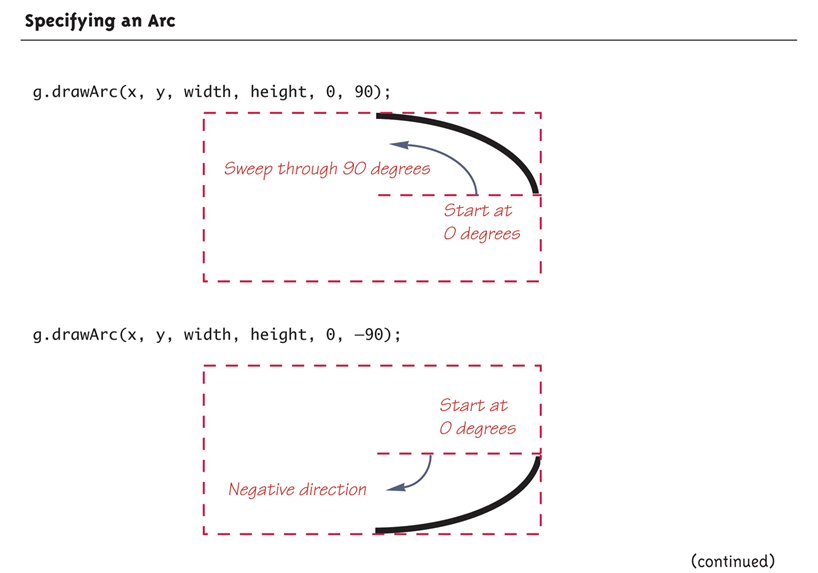 Specifying an Arc
g.drawArc(x, y, width, height, 0, 90);
Sweep through 90 degrees
Start at
0 degrees
g.drawArc(x, y, width, height, 0, –90);
Start at
0 degrees
Negative direction
(continued)